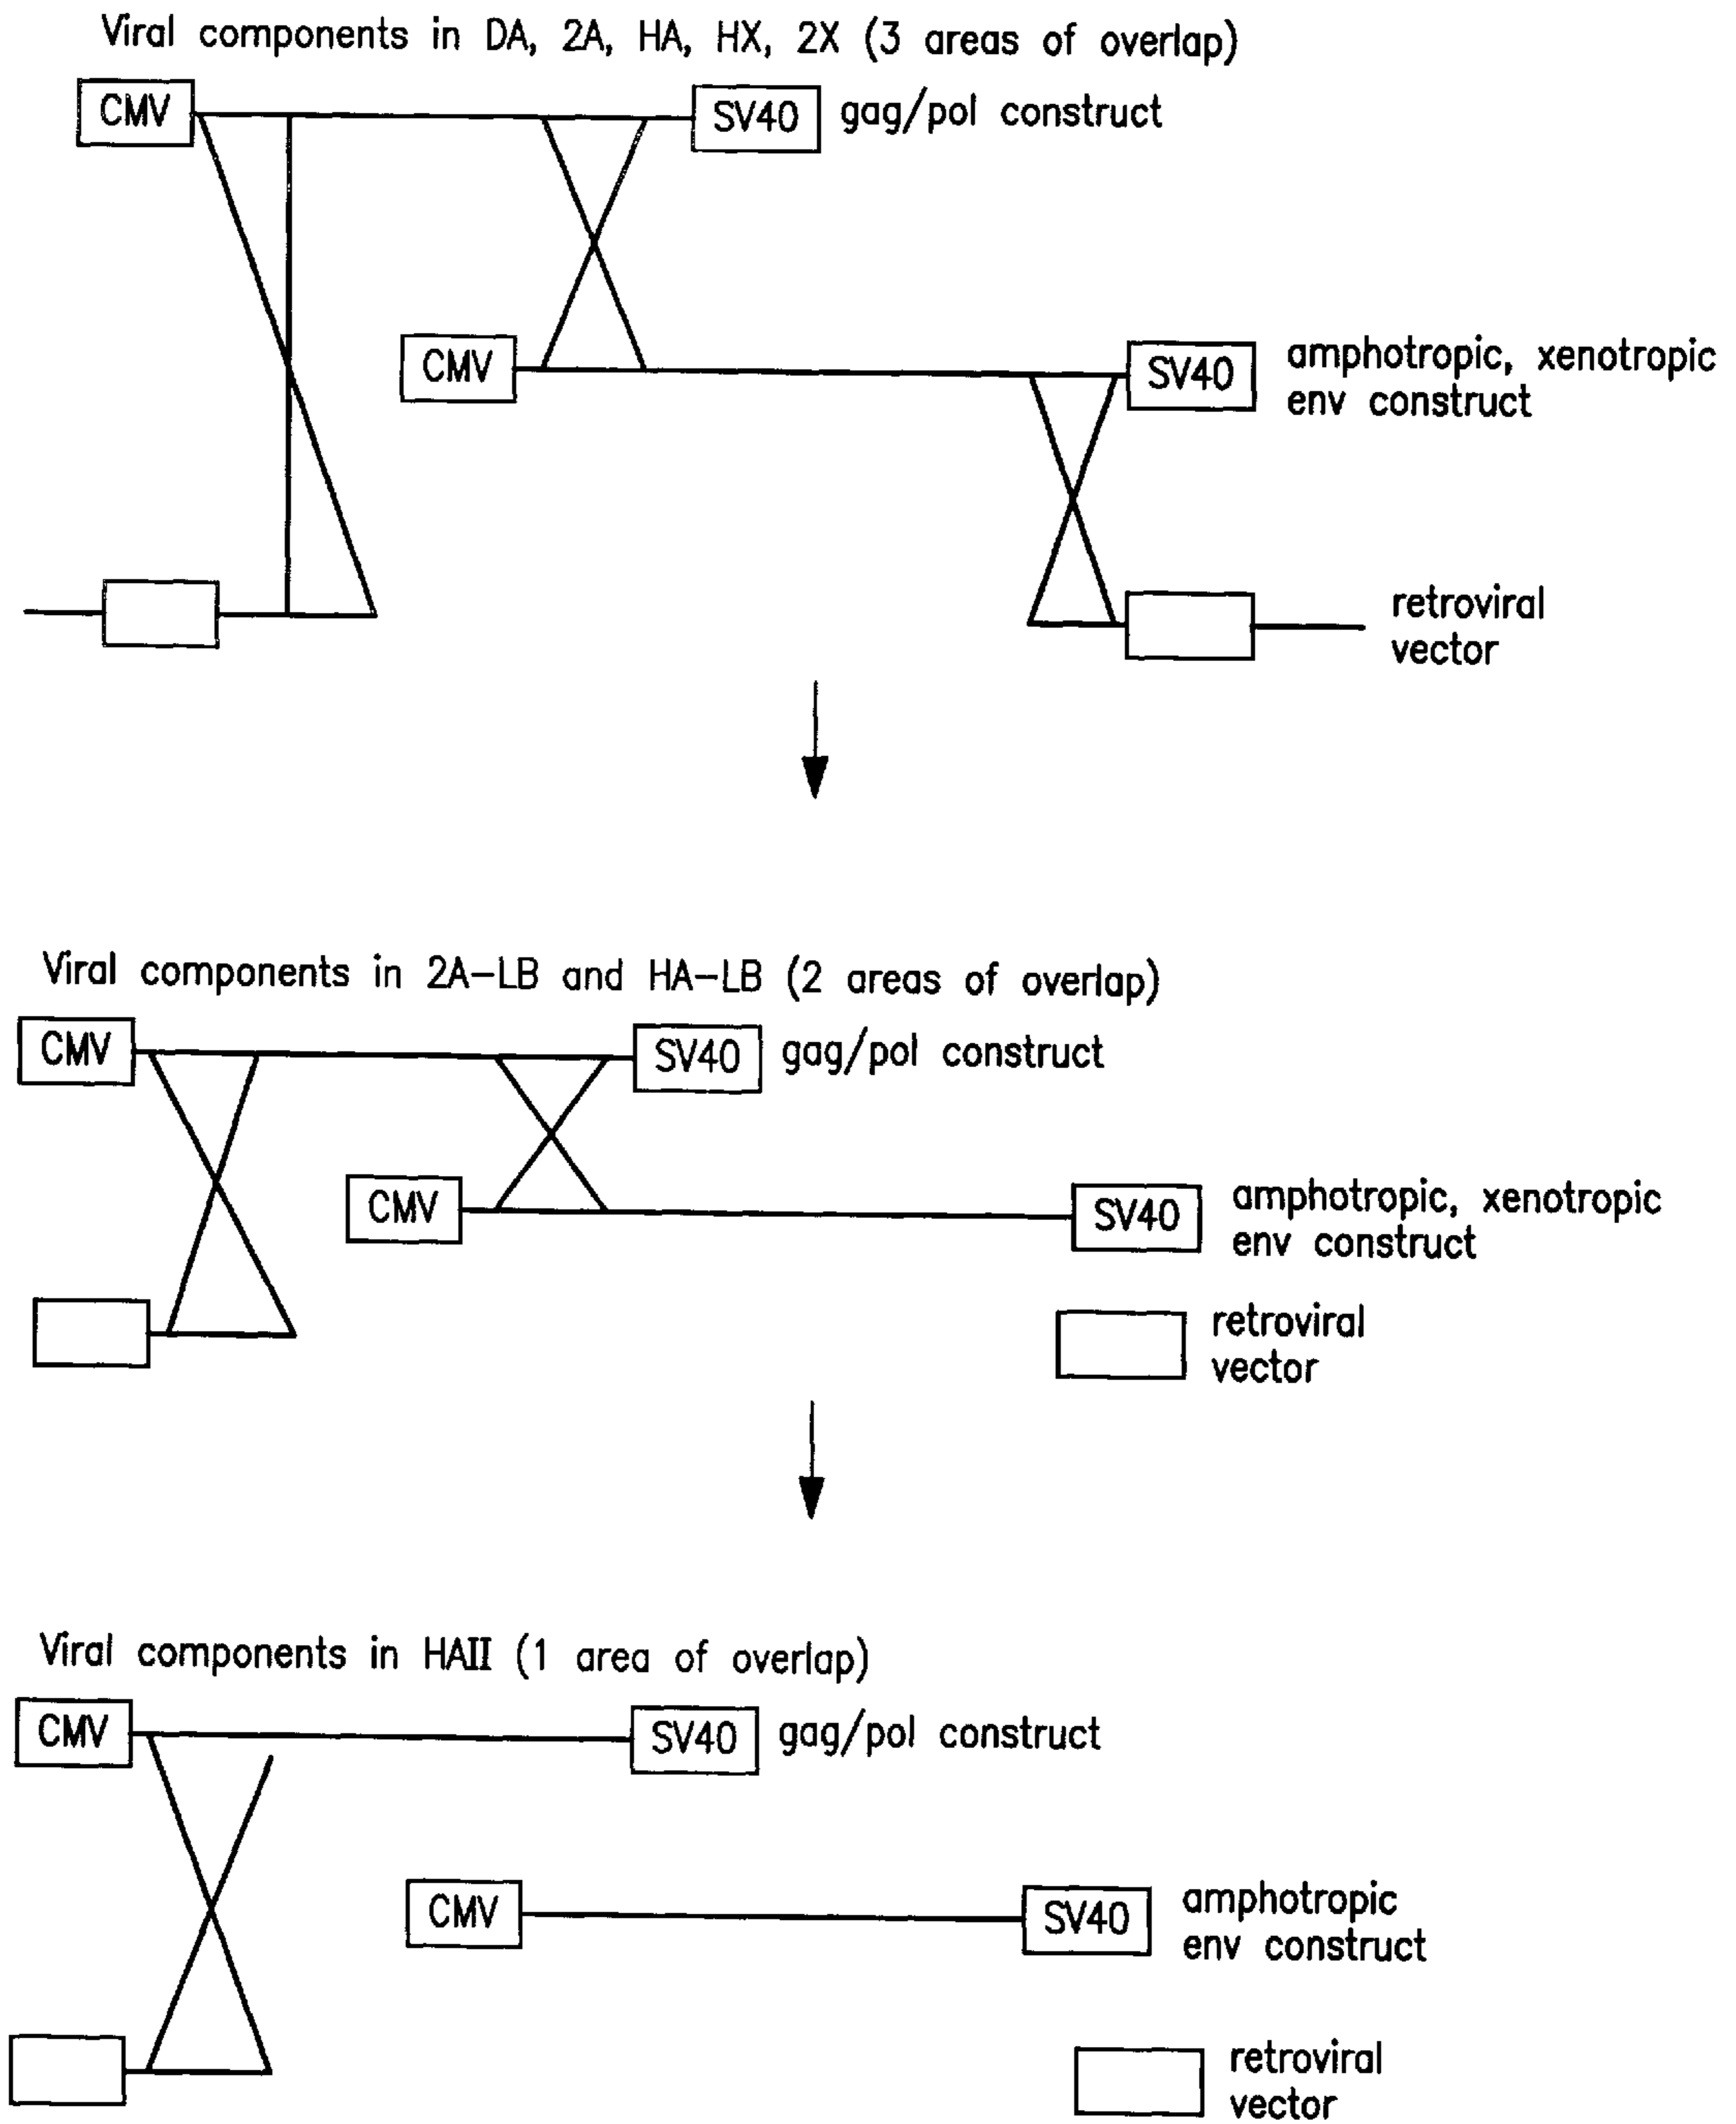 Viral components in DA, 2A, HA, HX, 2X (3 areas of overlap)
CMV
SV40
gag/pol construct
CMV
SV40
amphotropic, xenotropic
env construct
retroviral
vector
Viral components in 2A-LB and HA-LB (2 areas of overlap)
CMV
SV40
gag/pol construct
CMV
SV40
amphotropic, xenotropic
env construct
retroviral
vector
Viral components in HAII (1 area of overlap)
CMV
SV40
gag/pol construct
CMV
SV40
amphotropic
env construct
retroviral
vector